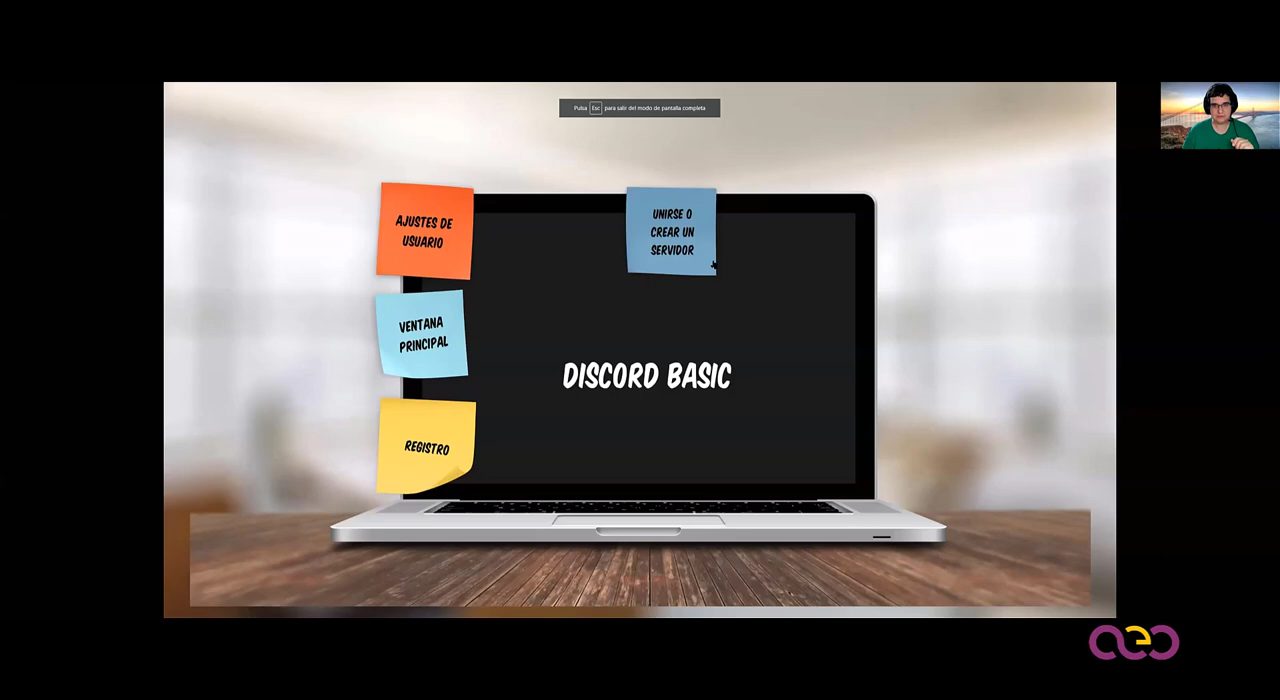 Pulsa Esc para salir del modo de pantalla completa
AJUSTES DE
USUARIO
UNIRSE O
CREAR UN
SERVIDOR
VENTANA
PRINCIPAL
DISCORD BASIC
REGISTRO